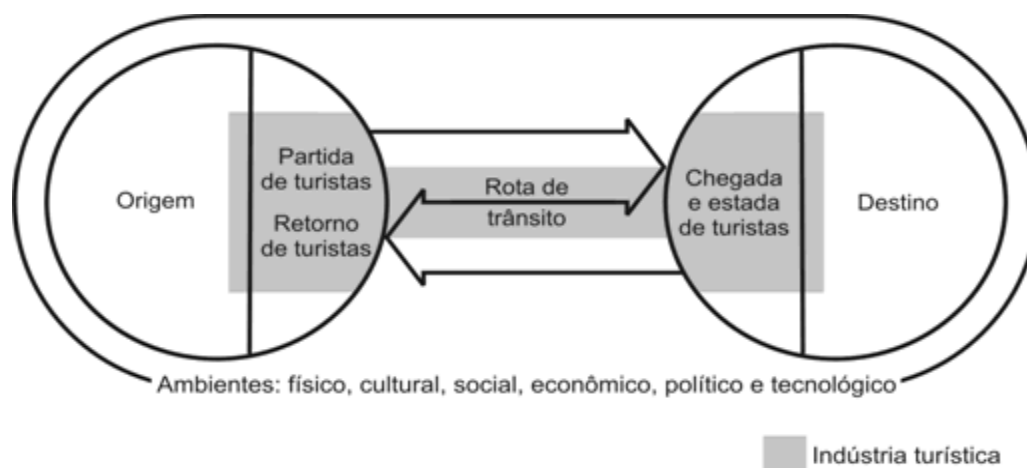 Origem
Partida
de turistas
Retorno
de turistas
Rota de
trânsito
Chegada
e estada
de turistas
Destino
Ambientes: físico, cultural, social, econômico, político e tecnológico
Indústria turística